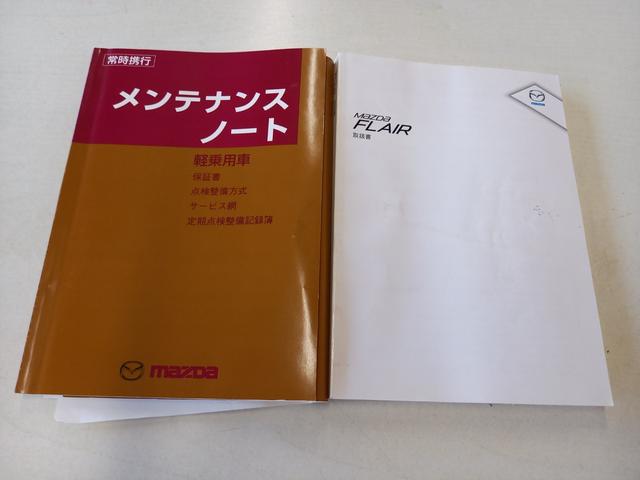 常時携行
メンテナンス
ノート
軽乗用車
保証書
点検整備方式
サービス網
定期点検整備記録簿
mazda
mazda
FLAIR
取扱書